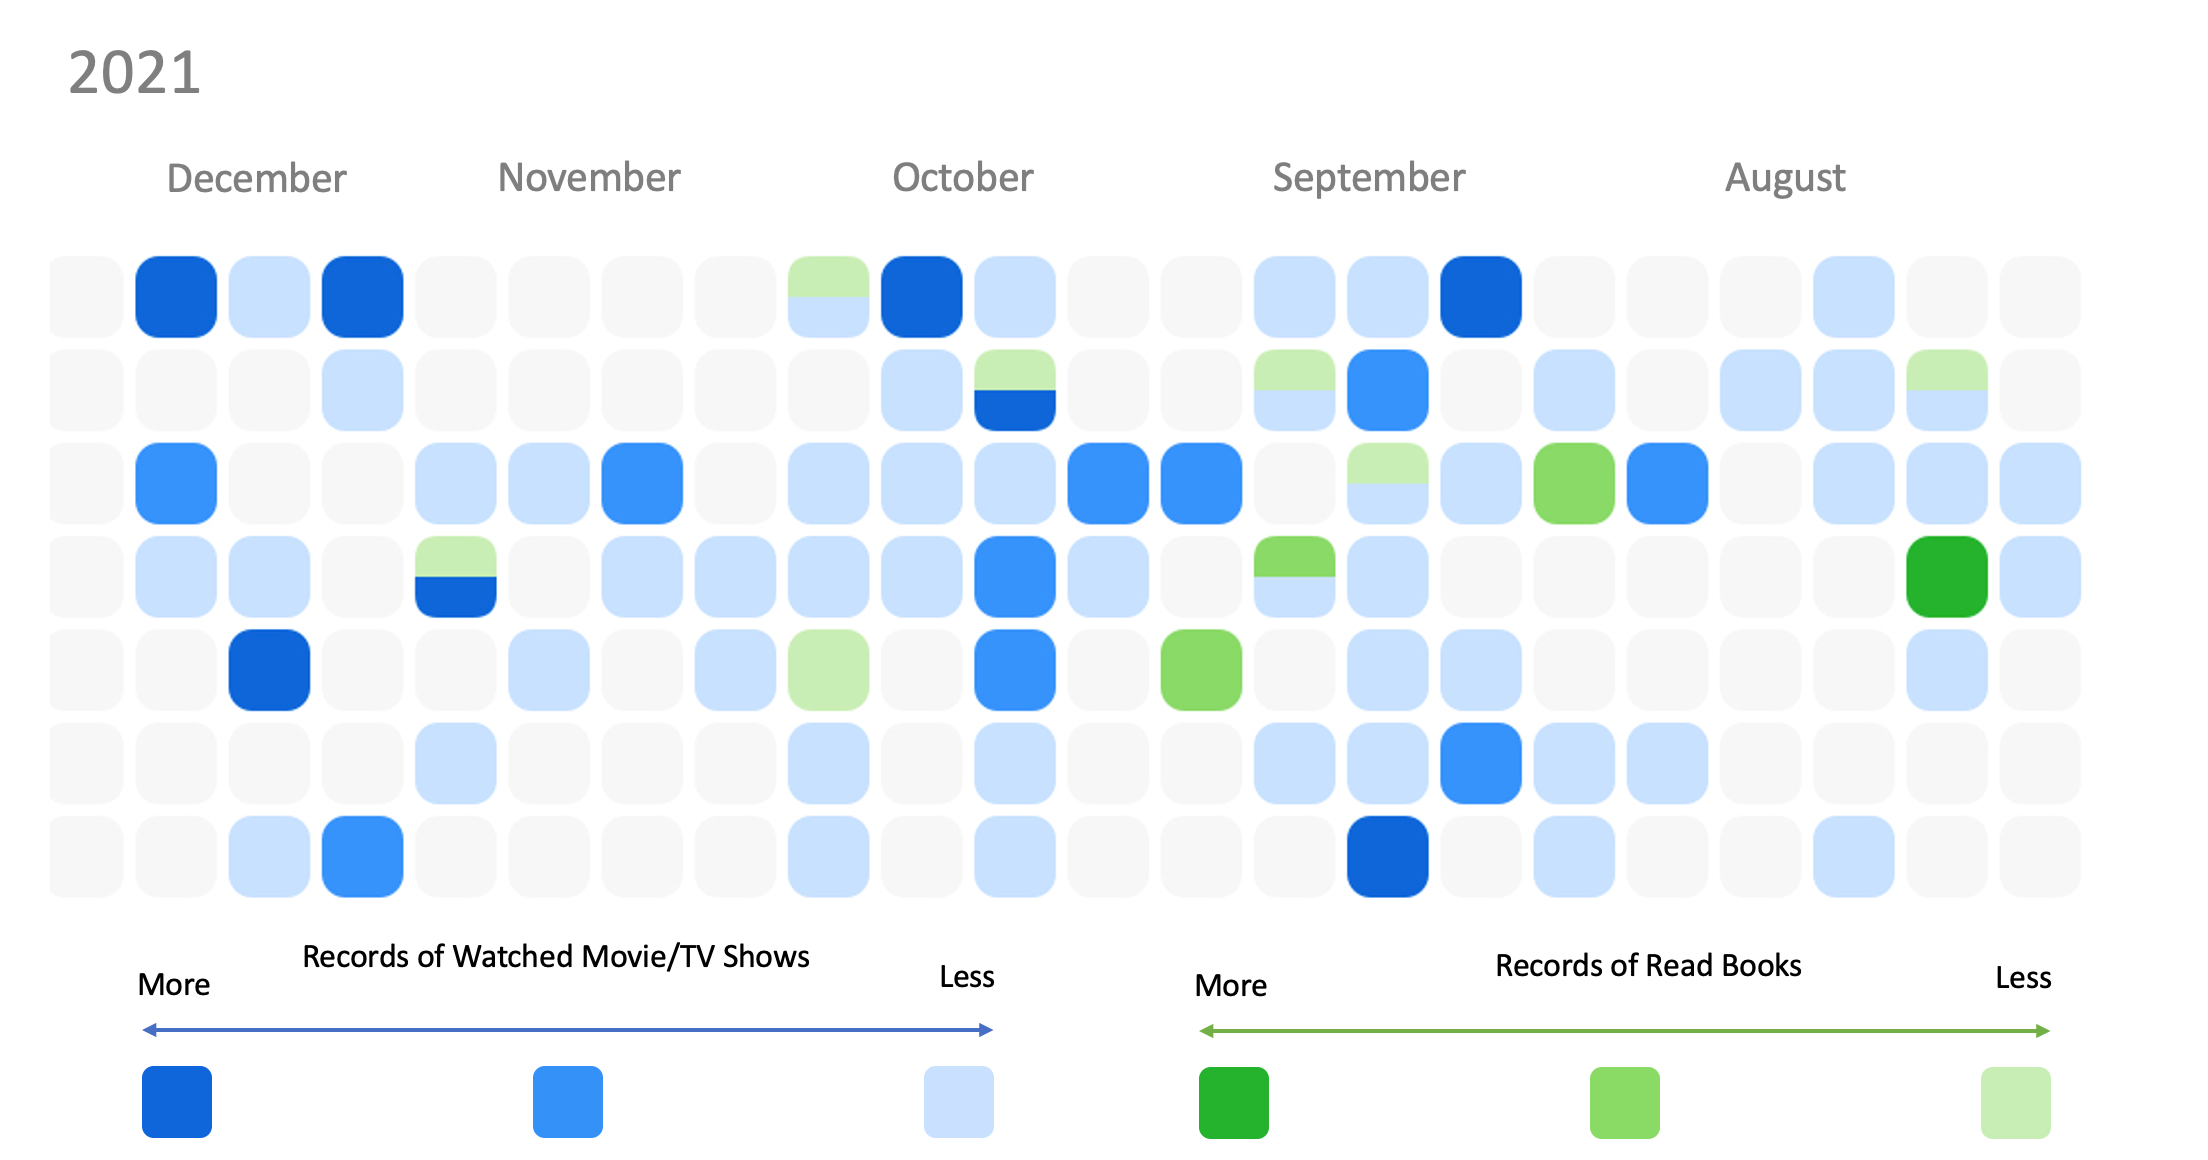 2021
December
November
October
September
August
Records of Watched Movie/TV Shows
More
Less
Records of Read Books
More
Less